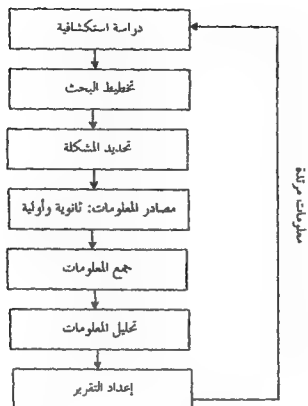 دراسة استكشافية
تخطيط البحث
تحديد المشكلة
مصادر المعلومات: ثانوية وأولية
جمع المعلومات
تحليل المعلومات
إعداد التقرير
معلومات مرتدة